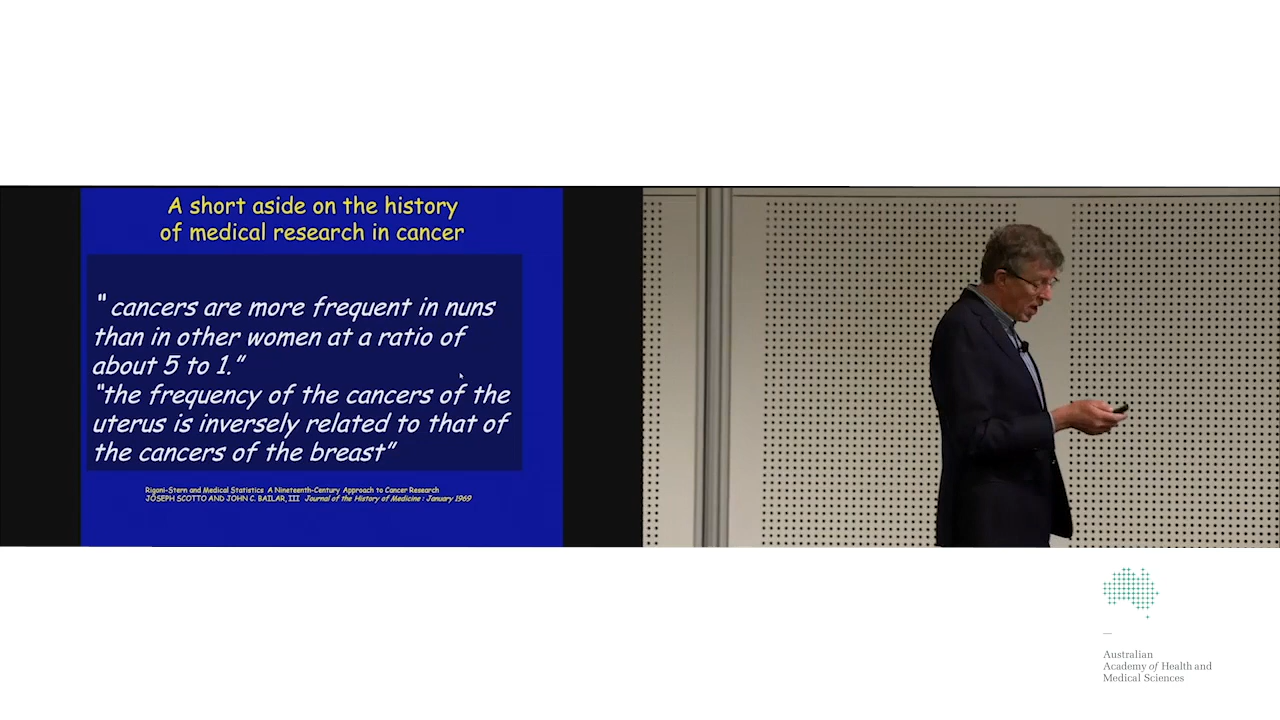 A short aside on the history
of medical research in cancer
“ cancers are more frequent in nuns
than in other women at a ratio of
about 5 to 1.”
“the frequency of the cancers of the
uterus is inversely related to that of
the cancers of the breast”
Rigoni-Stern and Medical Statistics A Nineteenth-Century Approach to Cancer Research
JOSEPH SCOTTO AND JOHN C. BAILAR, III Journal of the History of Medicine : January 1969
Australian
Academy of Health and
Medical Sciences